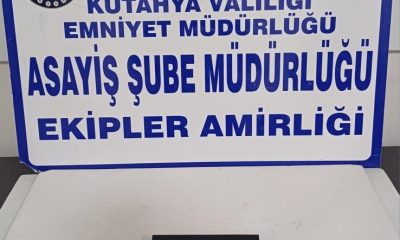 KÜTAHYA VALİLİĞİ
EMNİYET MÜDÜRLÜĞÜ
ASAYİŞ ŞUBE MÜDÜRLÜĞÜ
EKİPLER AMİRLİĞİ